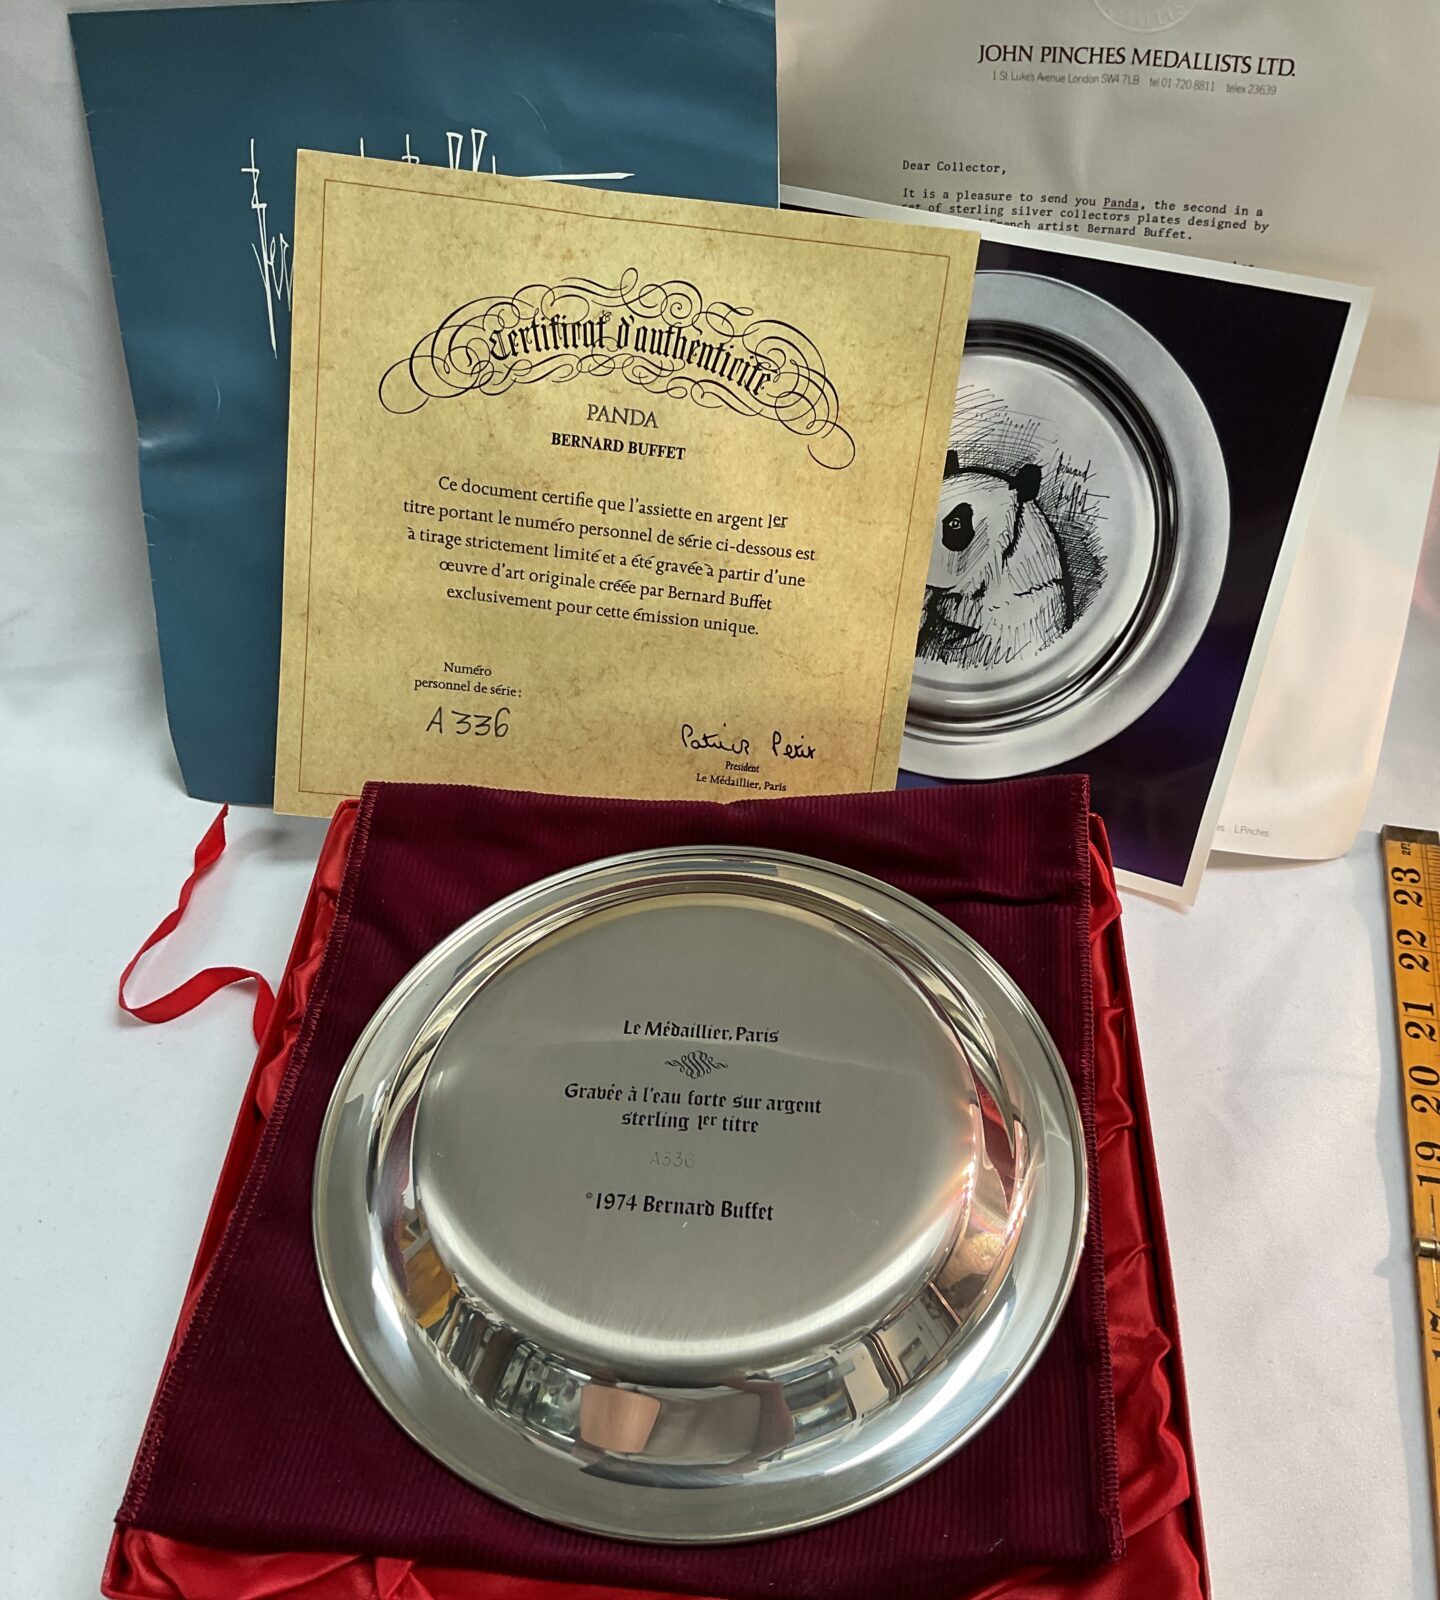 JOHN PINCHES MEDALLISTS LTD.
1 St. Luke's Avenue London SW4 7LB tel 01-720 8811 telex 23639
Dear Collector,
It is a pleasure to send you Panda, the second in a
of sterling silver collectors plates designed by
French artist Bernard Buffet.
Certificat d'authenticité
PANDA
BERNARD BUFFET
Ce document certifie que l'assiette en argent 1er
titre portant le numéro personnel de série ci-dessous est
à tirage strictement limité et a été gravée à partir d'une
œuvre d'art originale créée par Bernard Buffet
exclusivement pour cette émission unique.
Numéro
personnel de série:
A336
President
Le Médaillier, Paris
Bernard
Buffet
L Pinches
Le Médaillier, Paris
Gravée à l'eau forte sur argent
sterling 1er titre
A336
©1974 Bernard Buffet
23
22
21
20
19
17